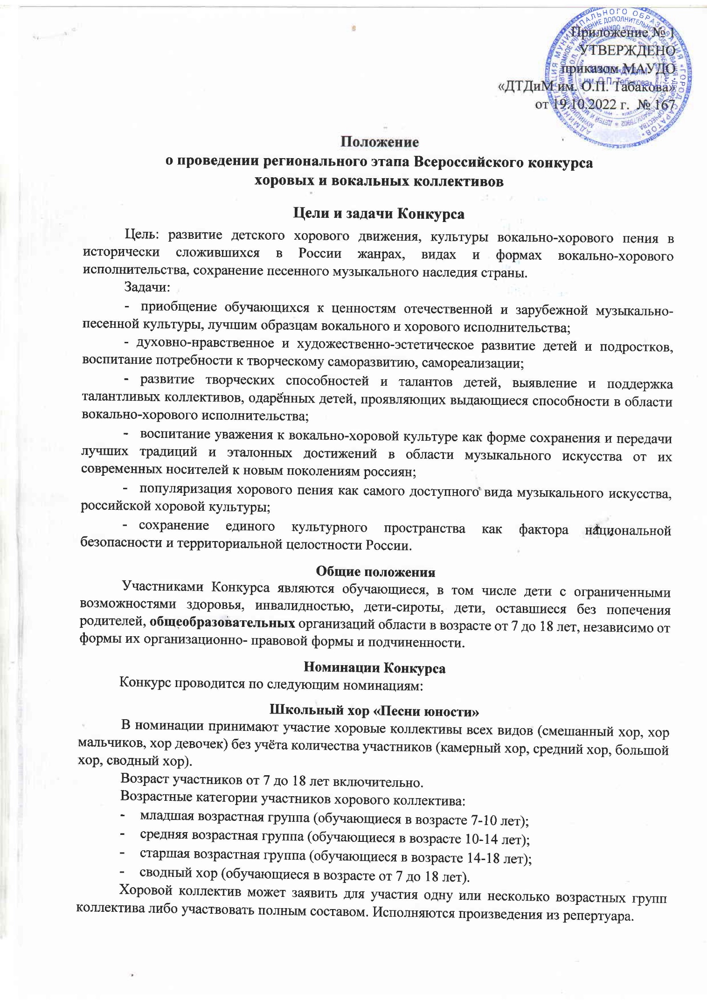 Приложение № 1
УТВЕРЖДЕНО
приказом МАУДО
«ДТДиМ им. О.П. Табакова»
от 19.10.2022 г. № 167
Положение
о проведении регионального этапа Всероссийского конкурса
хоровых и вокальных коллективов
Цели и задачи Конкурса
Цель: развитие детского хорового движения, культуры вокально-хорового пения в
исторически сложившихся в России жанрах, видах и формах вокально-хорового
исполнительства, сохранение песенного музыкального наследия страны.
Задачи:
- приобщение обучающихся к ценностям отечественной и зарубежной музыкально-
песенной культуры, лучшим образцам вокального и хорового исполнительства;
- духовно-нравственное и художественно-эстетическое развитие детей и подростков,
воспитание потребности к творческому саморазвитию, самореализации;
- развитие творческих способностей и талантов детей, выявление и поддержка
талантливых коллективов, одарённых детей, проявляющих выдающиеся способности в области
вокально-хорового исполнительства;
- воспитание уважения к вокально-хоровой культуре как форме сохранения и передачи
лучших традиций и эталонных достижений в области музыкального искусства от их
современных носителей к новым поколениям россиян;
- популяризация хорового пения как самого доступного вида музыкального искусства,
российской хоровой культуры;
- сохранение единого культурного пространства как фактора национальной
безопасности и территориальной целостности России.
Общие положения
Участниками Конкурса являются обучающиеся, в том числе дети с ограниченными
возможностями здоровья, инвалидностью, дети-сироты, дети, оставшиеся без попечения
родителей, общеобразовательных организаций области в возрасте от 7 до 18 лет, независимо от
формы их организационно- правовой формы и подчиненности.
Номинации Конкурса
Конкурс проводится по следующим номинациям:
Школьный хор «Песни юности»
В номинации принимают участие хоровые коллективы всех видов (смешанный хор, хор
мальчиков, хор девочек) без учёта количества участников (камерный хор, средний хор, большой
хор, сводный хор).
Возраст участников от 7 до 18 лет включительно.
Возрастные категории участников хорового коллектива:
- младшая возрастная группа (обучающиеся в возрасте 7-10 лет);
- средняя возрастная группа (обучающиеся в возрасте 10-14 лет);
- старшая возрастная группа (обучающиеся в возрасте 14-18 лет);
- сводный хор (обучающиеся в возрасте от 7 до 18 лет).
Хоровой коллектив может заявить для участия одну или несколько возрастных групп
коллектива либо участвовать полным составом. Исполняются произведения из репертуара.